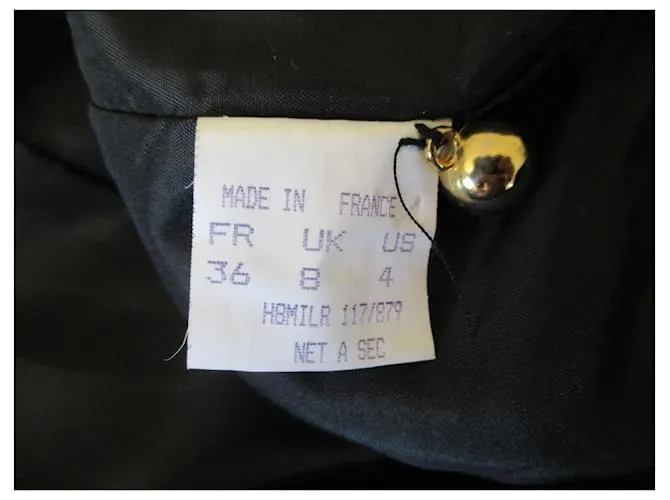 MADE IN FRANCE
FR UK US
36 8 4
H8MILR 117/879
NET A SEC